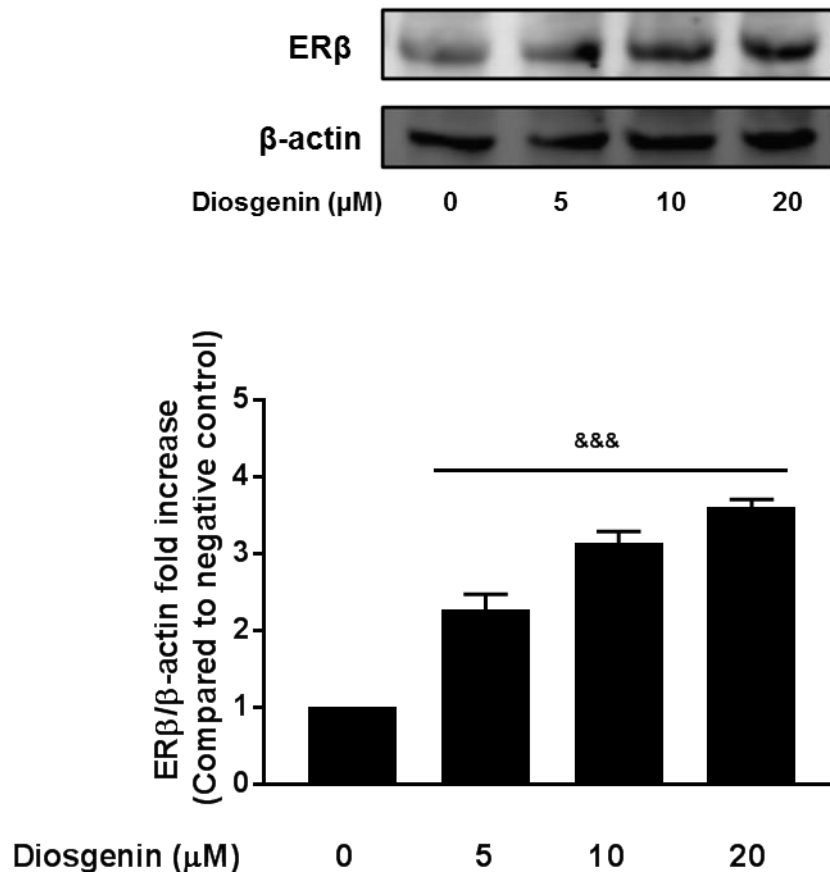 ERβ
β-actin
Diosgenin (μM) 0 5 10 20
ERβ/β-actin fold increase
(Compared to negative control)
5
&&&
4
3
2
1
0
Diosgenin (μM) 0 5 10 20